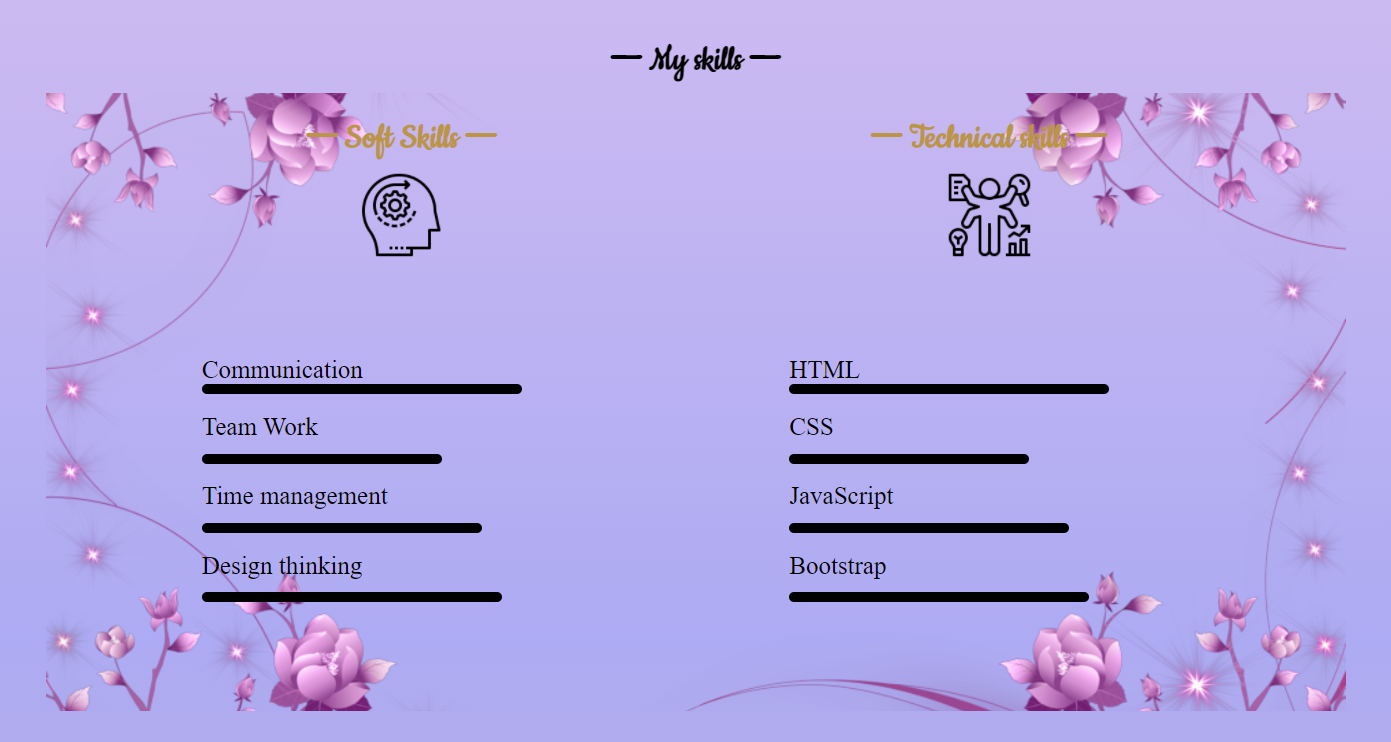 My skills
Soft Skills
Technical skills
Communication
Team Work
Time management
Design thinking
HTML
CSS
JavaScript
Bootstrap